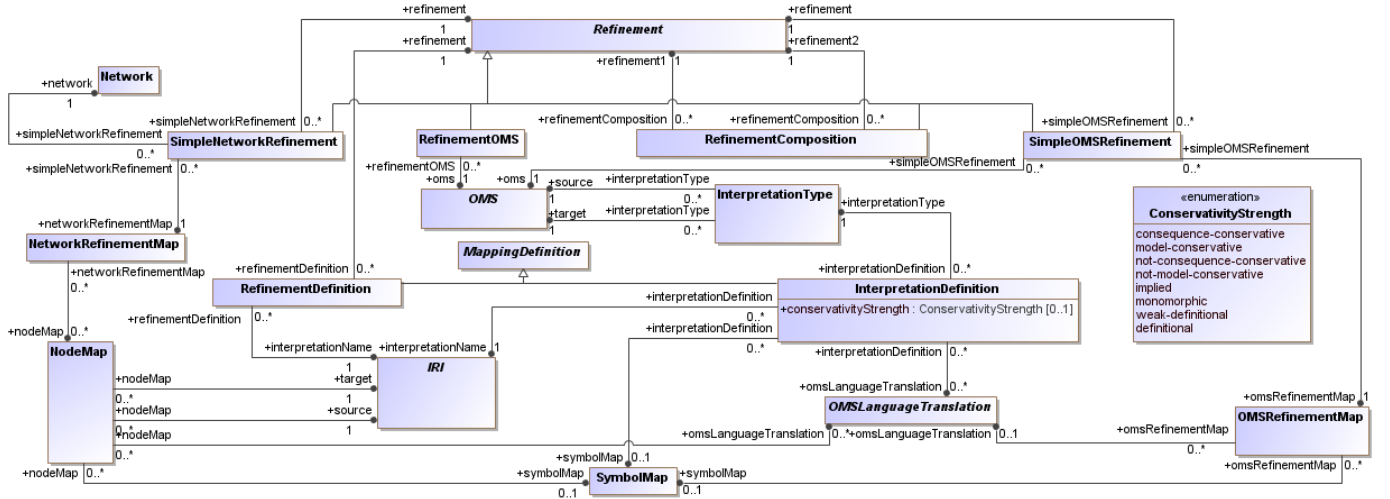 +refinement
1
Refinement
+refinement
1
+refinement
1
+refinement1
1
+refinement2
1
Network
+network
1
+simpleNetworkRefinement
0..*
+simpleNetworkRefinement
0..*
SimpleNetworkRefinement
+simpleNetworkRefinement
0..*
RefinementOMS
+refinementOMS
0..*
+refinementComposition
0..*
+refinementComposition
0..*
RefinementComposition
+simpleOMSRefinement
0..*
SimpleOMSRefinement
+simpleOMSRefinement
0..*
+simpleOMSRefinement
0..*
+oms
1
+oms
1
OMS
+source
1
+interpretationType
0..*
+target
1
+interpretationType
0..*
InterpretationType
+interpretationType
1
«enumeration»
ConservativityStrength
consequence-conservative
model-conservative
not-consequence-conservative
not-model-conservative
implied
monomorphic
weak-definitional
definitional
+networkRefinementMap
1
NetworkRefinementMap
+networkRefinementMap
0..*
MappingDefinition
+refinementDefinition
0..*
RefinementDefinition
+refinementDefinition
0..*
+interpretationDefinition
0..*
InterpretationDefinition
+conservativityStrength : ConservativityStrength [0..1]
+interpretationDefinition
0..*
+interpretationDefinition
0..*
+interpretationDefinition
0..*
+nodeMap
0..*
NodeMap
+interpretationName
1
+interpretationName
1
IRI
+nodeMap
0..*
+target
1
+nodeMap
0..*
+source
1
+nodeMap
0..*
+omsLanguageTranslation
0..*
OMSLanguageTranslation
+omsLanguageTranslation
0..*
+omsLanguageTranslation
0..1
+omsRefinementMap
1
OMSRefinementMap
+omsRefinementMap
0..*
+omsRefinementMap
0..*
+nodeMap
0..*
+symbolMap
0..1
+symbolMap
0..1
SymbolMap
+symbolMap
0..1